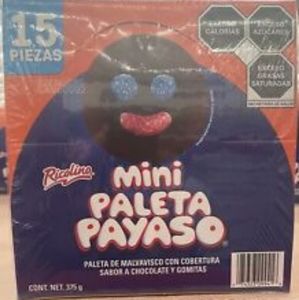 15
PIEZAS
EXCESO
CALORÍAS
EXCESO
AZÚCARES
EXCESO
GRASAS
SATURADAS
SECRETARÍA DE SALUD
Ricolino
mini
PALETA
PAYASO
PALETA DE MALVAVISCO CON COBERTURA
SABOR A CHOCOLATE Y GOMITAS
CONT. NET. 375 g